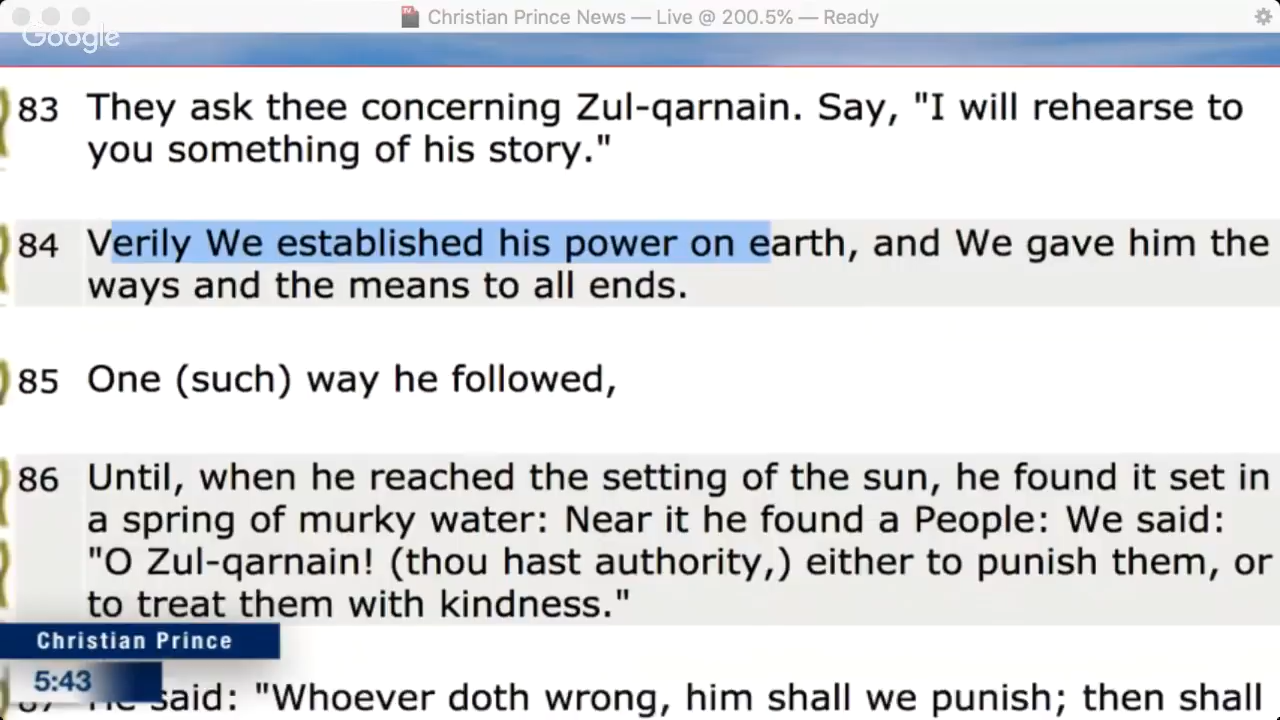 Christian Prince News — Live @ 200.5% — Ready
Google
83 They ask thee concerning Zul-qarnain. Say, "I will rehearse to
you something of his story."
84 Verily We established his power on earth, and We gave him the
ways and the means to all ends.
85 One (such) way he followed,
86 Until, when he reached the setting of the sun, he found it set in
a spring of murky water: Near it he found a People: We said:
"O Zul-qarnain! (thou hast authority,) either to punish them, or
to treat them with kindness."
Christian Prince
5:43
said: "Whoever doth wrong, him shall we punish; then shall